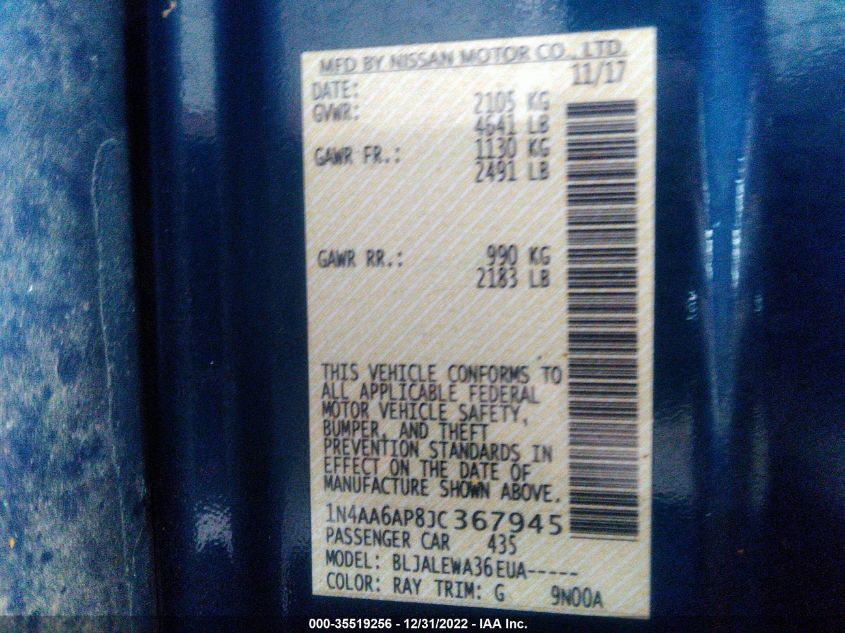 MFD BY NISSAN MOTOR CO., LTD.
DATE: 11/17
GVWR: 2105 KG
4641 LB
GAWR FR.: 1130 KG
2491 LB
GAWR RR.: 990 KG
2183 LB
THIS VEHICLE CONFORMS TO
ALL APPLICABLE FEDERAL
MOTOR VEHICLE SAFETY,
BUMPER, AND THEFT
PREVENTION STANDARDS IN
EFFECT ON THE DATE OF
MANUFACTURE SHOWN ABOVE.
1N4AA6AP8JC367945
PASSENGER CAR 435
MODEL: BLJALEWA36EUA-----
COLOR: RAY TRIM: G 9N00A
000-35519256 - 12/31/2022 - IAA Inc.